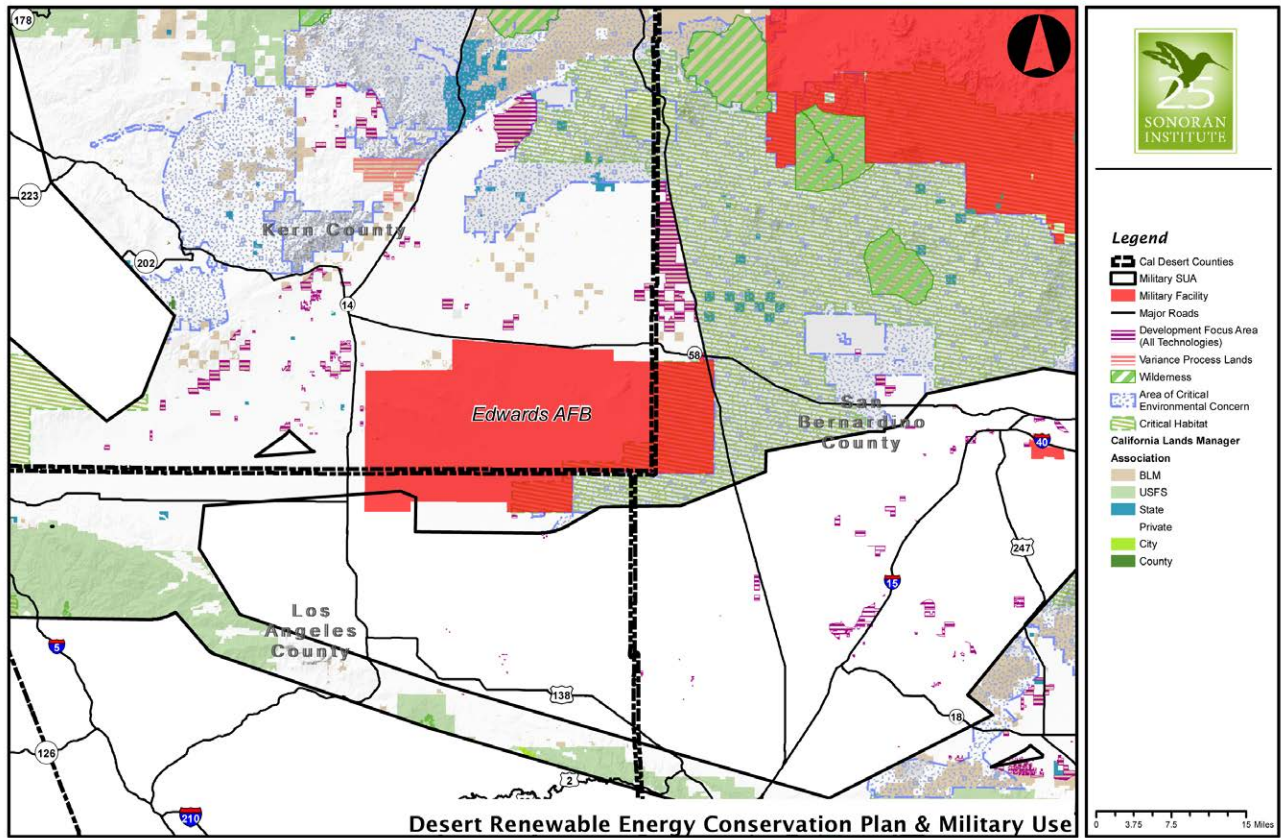 178
223
202
Kern County
14
58
Edwards AFB
San
Bernardino
County
40
247
15
Los
Angeles
County
5
138
18
126
2
210
Desert Renewable Energy Conservation Plan & Military Use
25
SONORAN
INSTITUTE
Legend
Cal Desert Counties
Military SUA
Military Facility
Major Roads
Development Focus Area
(All Technologies)
Variance Process Lands
Wilderness
Area of Critical
Environmental Concern
Critical Habitat
California Lands Manager
Association
BLM
USFS
State
Private
City
County
0 3.75 7.5 15 Miles